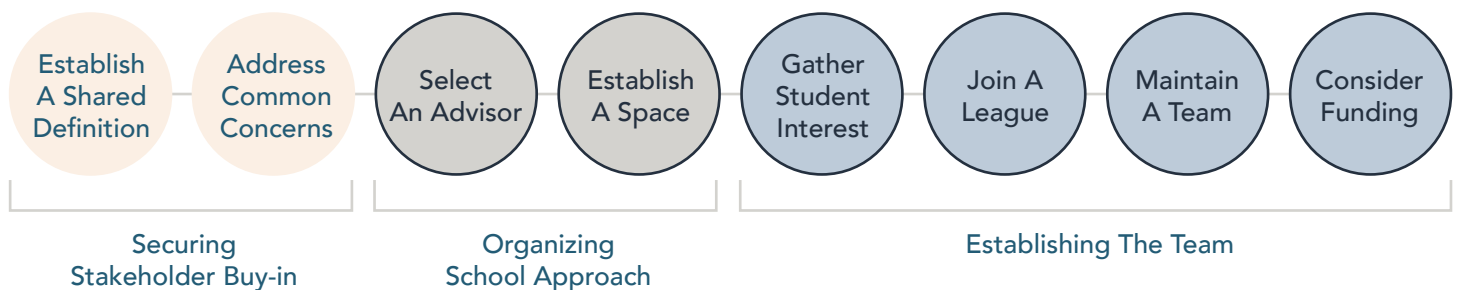 Establish
A Shared
Definition
Address
Common
Concerns
Select
An Advisor
Establish
A Space
Gather
Student
Interest
Join A
League
Maintain
A Team
Consider
Funding
Securing
Stakeholder Buy-in
Organizing
School Approach
Establishing The Team